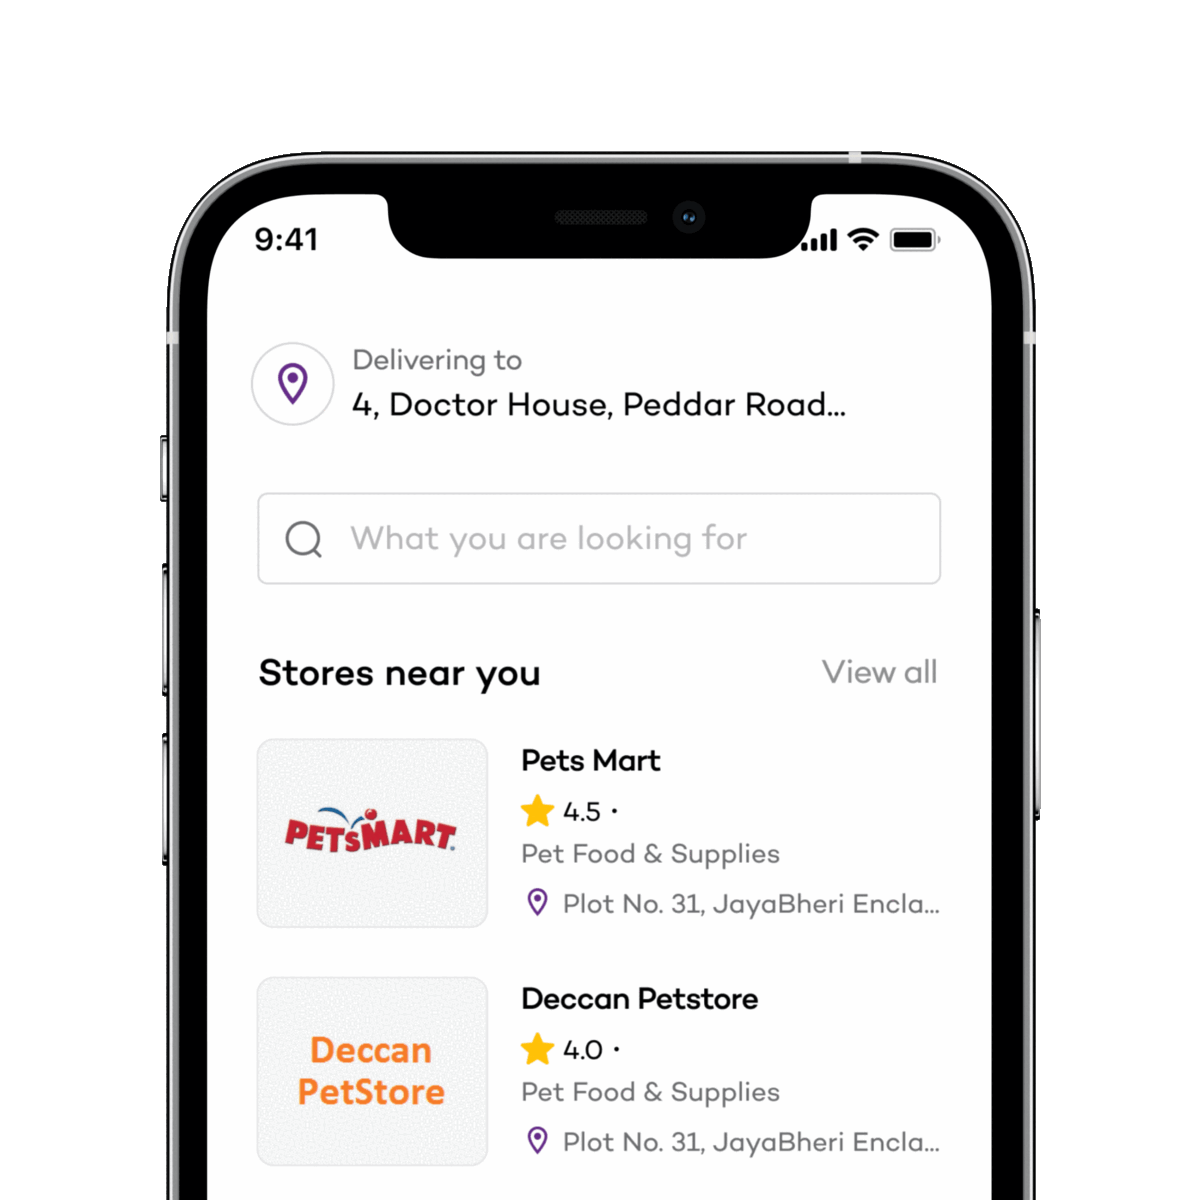 9:41
Delivering to
4, Doctor House, Peddar Road...
What you are looking for
Stores near you
View all
PETSMART
Pets Mart
4.5 ·
Pet Food & Supplies
Plot No. 31, JayaBheri Encla...
Deccan
PetStore
Deccan Petstore
4.0 ·
Pet Food & Supplies
Plot No. 31, JayaBheri Encla...